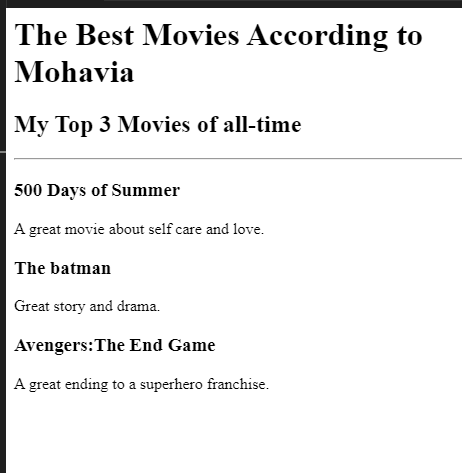 The Best Movies According to
Mohavia
My Top 3 Movies of all-time
500 Days of Summer
A great movie about self care and love.
The batman
Great story and drama.
Avengers:The End Game
A great ending to a superhero franchise.